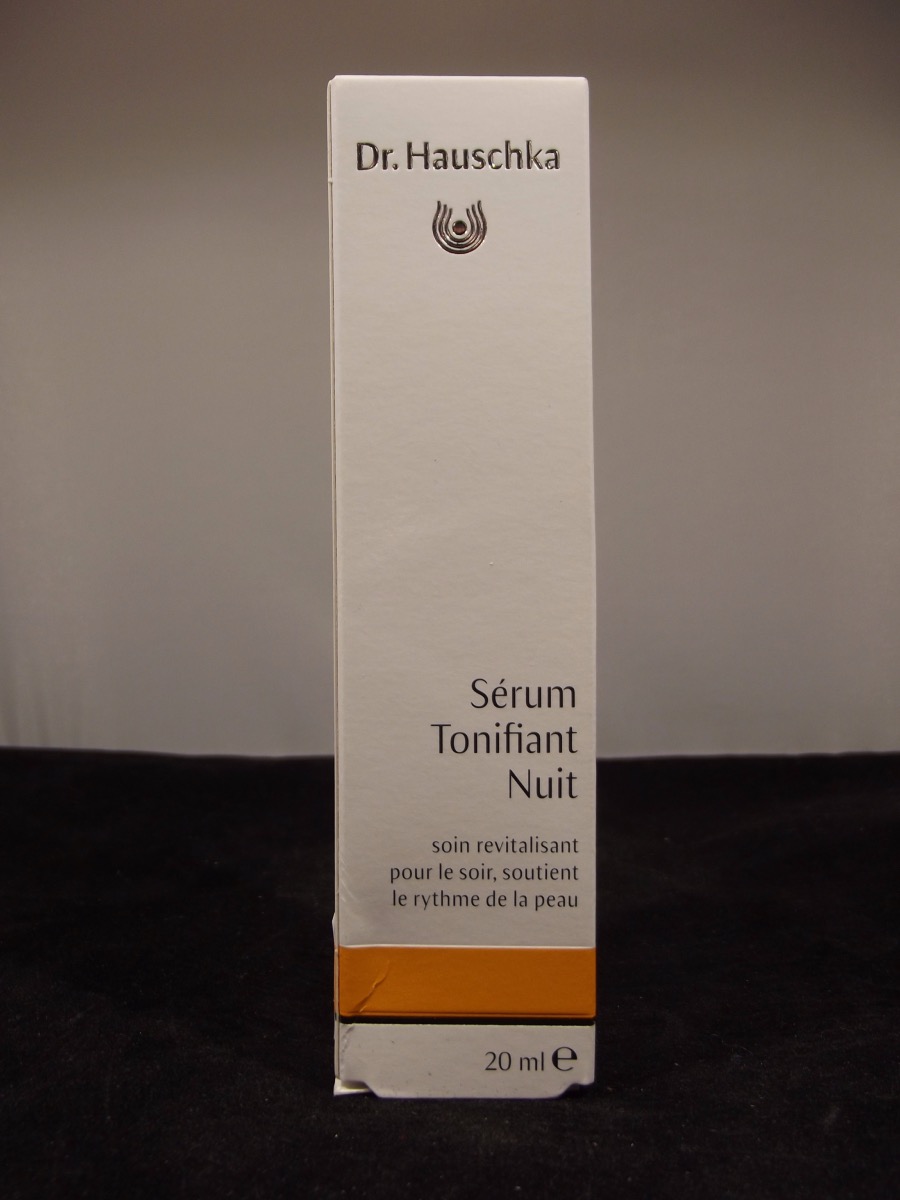 Dr. Hauschka
Sérum
Tonifiant
Nuit
soin revitalisant
pour le soir, soutient
le rythme de la peau
20 ml ℮